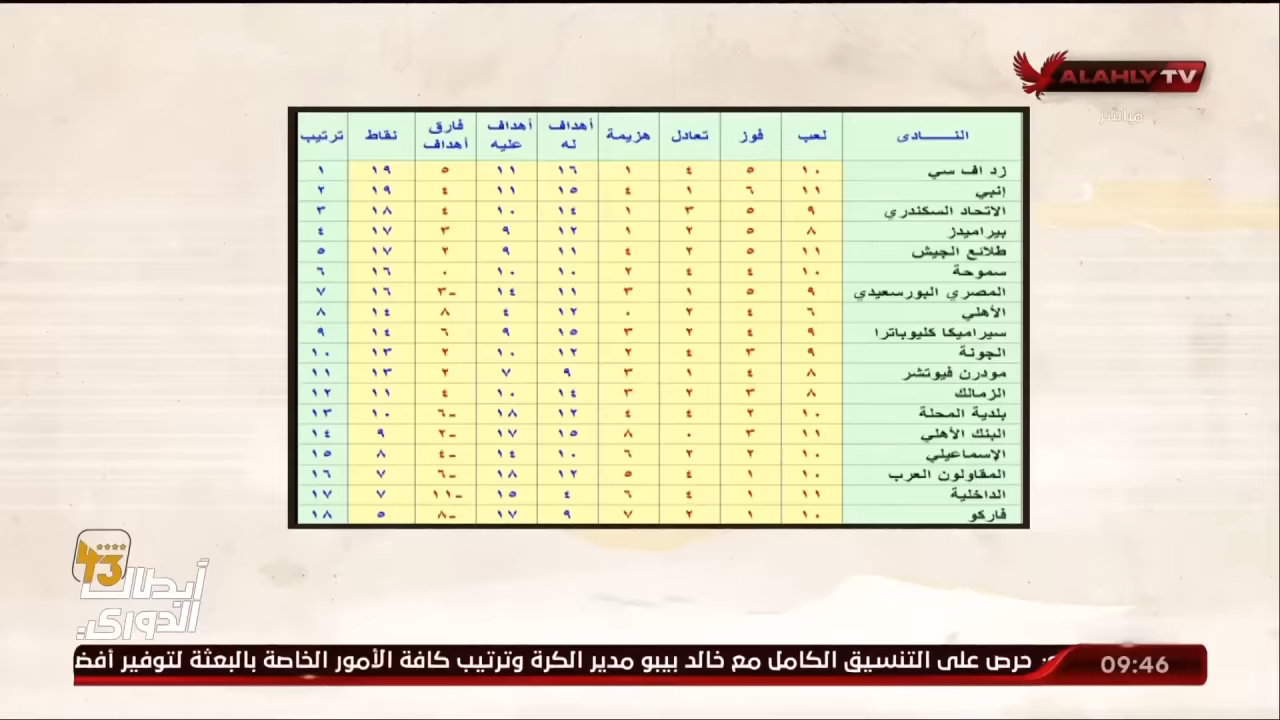 ALAHLY TV
مباشر
النـــــادى لعب فوز تعادل هزيمة أهداف له أهداف عليه فارق أهداف نقاط ترتيب
زد اف سي ١٠ ٥ ٤ ١ ١٦ ١١ ٥ ١٩ ١
إنبي ١١ ٦ ١ ٤ ١٥ ١١ ٤ ١٩ ٢
الاتحاد السكندري ٩ ٥ ٣ ١ ١٤ ١٠ ٤ ١٨ ٣
بيراميدز ٨ ٥ ٢ ١ ١٢ ٩ ٣ ١٧ ٤
طلائع الجيش ١١ ٥ ٢ ٤ ١١ ٩ ٢ ١٧ ٥
سموحة ١٠ ٤ ٤ ٢ ١٠ ١٠ ٠ ١٦ ٦
المصري البورسعيدي ٩ ٥ ١ ٣ ١١ ١٤ ٣- ١٦ ٧
الأهلي ٦ ٤ ٢ ٠ ١٢ ٤ ٨ ١٤ ٨
سيراميكا كليوباترا ٩ ٤ ٢ ٣ ١٥ ٩ ٦ ١٤ ٩
الجونة ٩ ٣ ٤ ٢ ١٢ ١٠ ٢ ١٣ ١٠
مودرن فيوتشر ٨ ٤ ١ ٣ ٩ ٧ ٢ ١٣ ١١
الزمالك ٨ ٣ ٢ ٣ ١٤ ١٠ ٤ ١١ ١٢
بلدية المحلة ١٠ ٢ ٤ ٤ ١٢ ١٨ ٦- ١٠ ١٣
البنك الأهلي ١١ ٣ ٠ ٨ ١٥ ١٧ ٢- ٩ ١٤
الإسماعيلي ١٠ ٢ ٢ ٦ ١٠ ١٤ ٤- ٨ ١٥
المقاولون العرب ١٠ ١ ٤ ٥ ١٢ ١٨ ٦- ٧ ١٦
الداخلية ١١ ١ ٤ ٦ ٤ ١٥ ١١- ٧ ١٧
فاركو ١٠ ١ ٢ ٧ ٩ ١٧ ٨- ٥ ١٨
43
أبطال
الدوري
حرص على التنسيق الكامل مع خالد بيبو مدير الكرة وترتيب كافة الأمور الخاصة بالبعثة لتوفير أفض
09:46